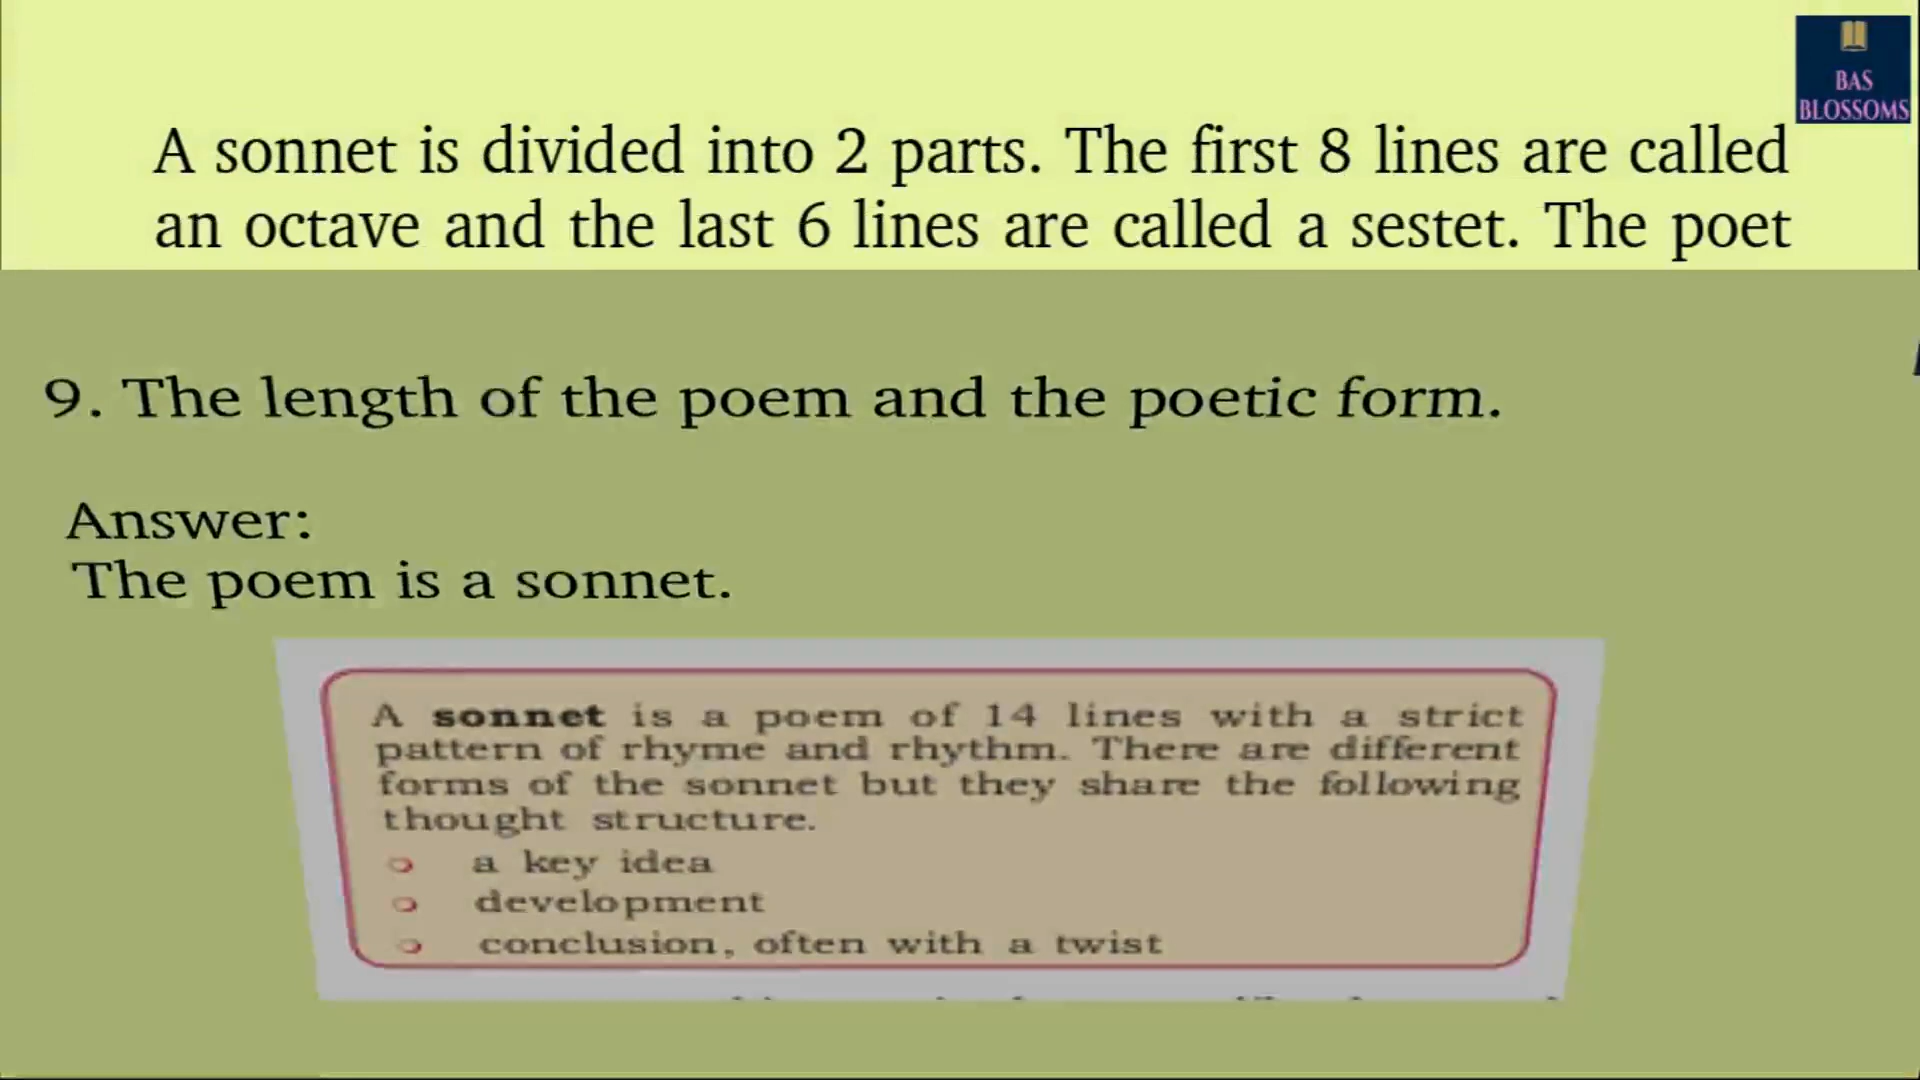 BAS
BLOSSOMS
A sonnet is divided into 2 parts. The first 8 lines are called
an octave and the last 6 lines are called a sestet. The poet
9. The length of the poem and the poetic form.
Answer:
The poem is a sonnet.
A sonnet is a poem of 14 lines with a strict
pattern of rhyme and rhythm. There are different
forms of the sonnet but they share the following
thought structure.
a key idea
development
conclusion, often with a twist